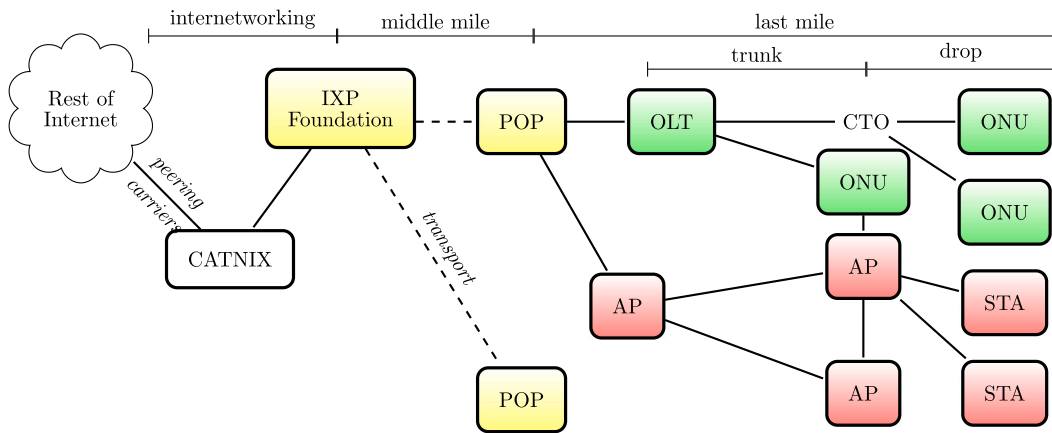 internetworking
middle mile
last mile
trunk
drop
Rest of
Internet
IXP
Foundation
POP
OLT
CTO
ONU
ONU
ONU
peering
carriers
CATNIX
transport
AP
AP
STA
POP
AP
STA